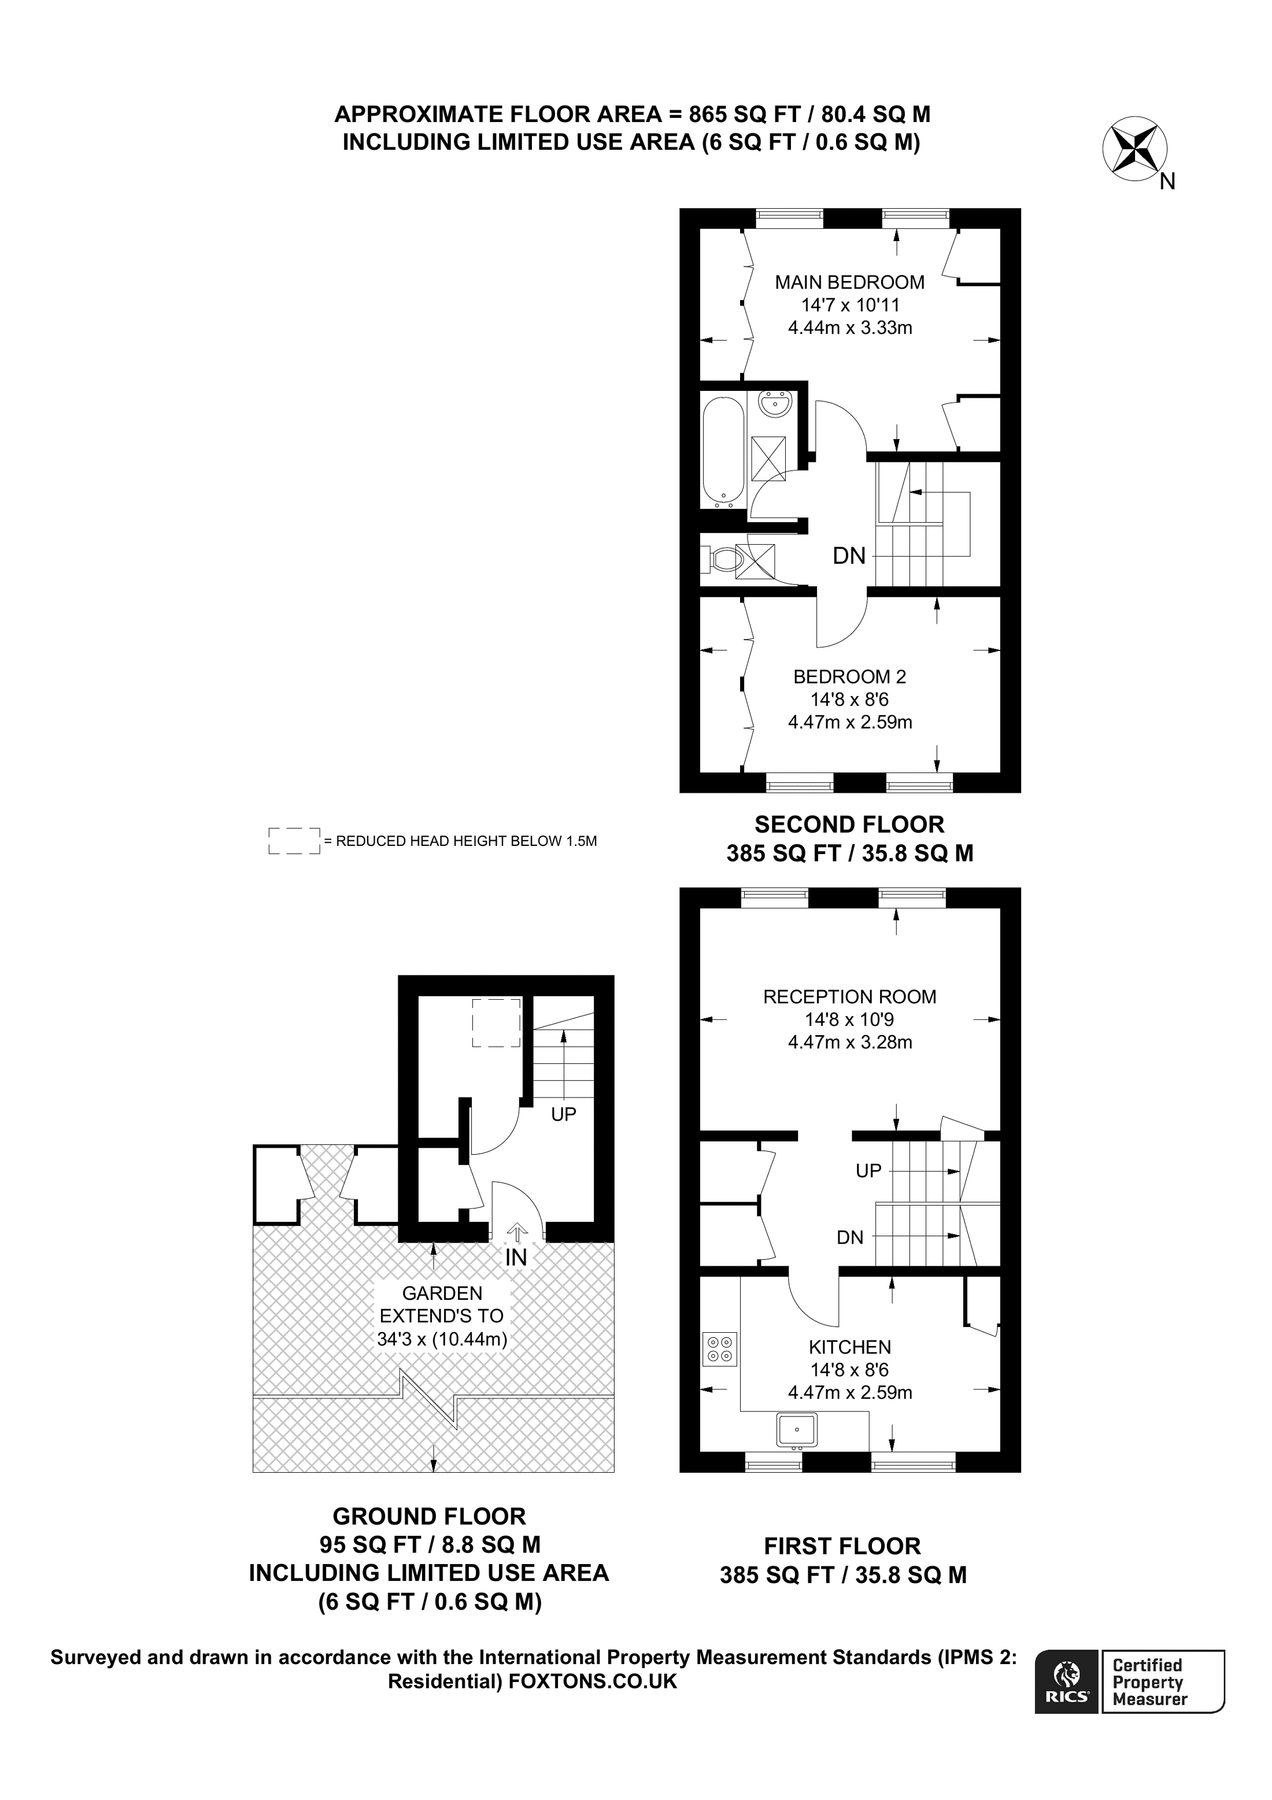 APPROXIMATE FLOOR AREA = 865 SQ FT / 80.4 SQ M
INCLUDING LIMITED USE AREA (6 SQ FT / 0.6 SQ M)
N
MAIN BEDROOM
14'7 x 10'11
4.44m x 3.33m
DN
BEDROOM 2
14'8 x 8'6
4.47m x 2.59m
SECOND FLOOR
385 SQ FT / 35.8 SQ M
= REDUCED HEAD HEIGHT BELOW 1.5M
RECEPTION ROOM
14'8 x 10'9
4.47m x 3.28m
UP
UP
DN
IN
GARDEN
EXTEND'S TO
34'3 x (10.44m)
KITCHEN
14'8 x 8'6
4.47m x 2.59m
GROUND FLOOR
95 SQ FT / 8.8 SQ M
INCLUDING LIMITED USE AREA
(6 SQ FT / 0.6 SQ M)
FIRST FLOOR
385 SQ FT / 35.8 SQ M
Surveyed and drawn in accordance with the International Property Measurement Standards (IPMS 2:
Residential) FOXTONS.CO.UK
RICS
Certified
Property
Measurer